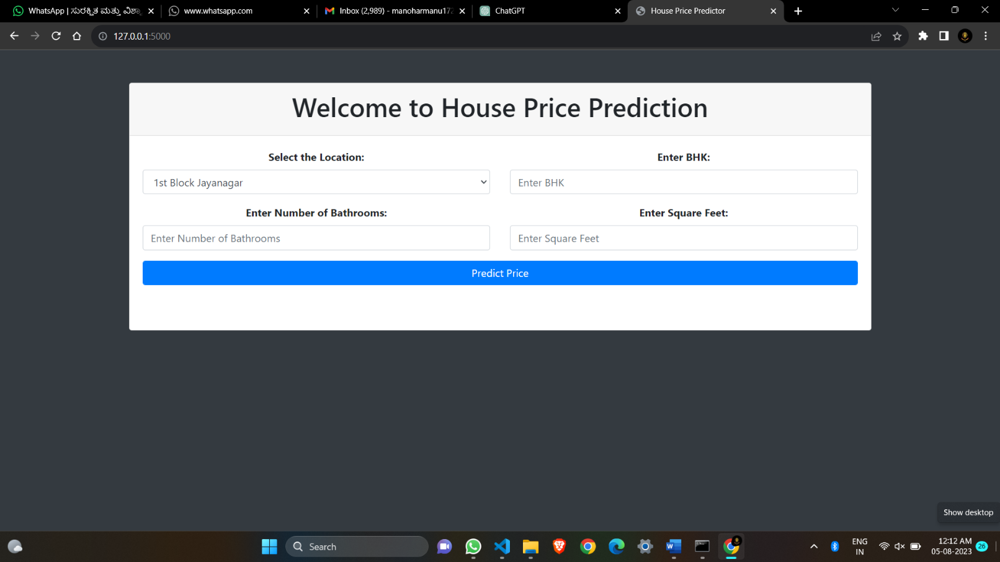 WhatsApp | ಸುರಕ್ಷಿತ ಮತ್ತು ವಿಶ್ವಾ
www.whatsapp.com
Inbox (2,989) - manoharmanu172
ChatGPT
House Price Predictor
127.0.0.1:5000
Welcome to House Price Prediction
Select the Location:
Enter BHK:
1st Block Jayanagar
Enter BHK
Enter Number of Bathrooms:
Enter Square Feet:
Enter Number of Bathrooms
Enter Square Feet
Predict Price
Show desktop
Search
ENG
IN
12:12 AM
05-08-2023
26